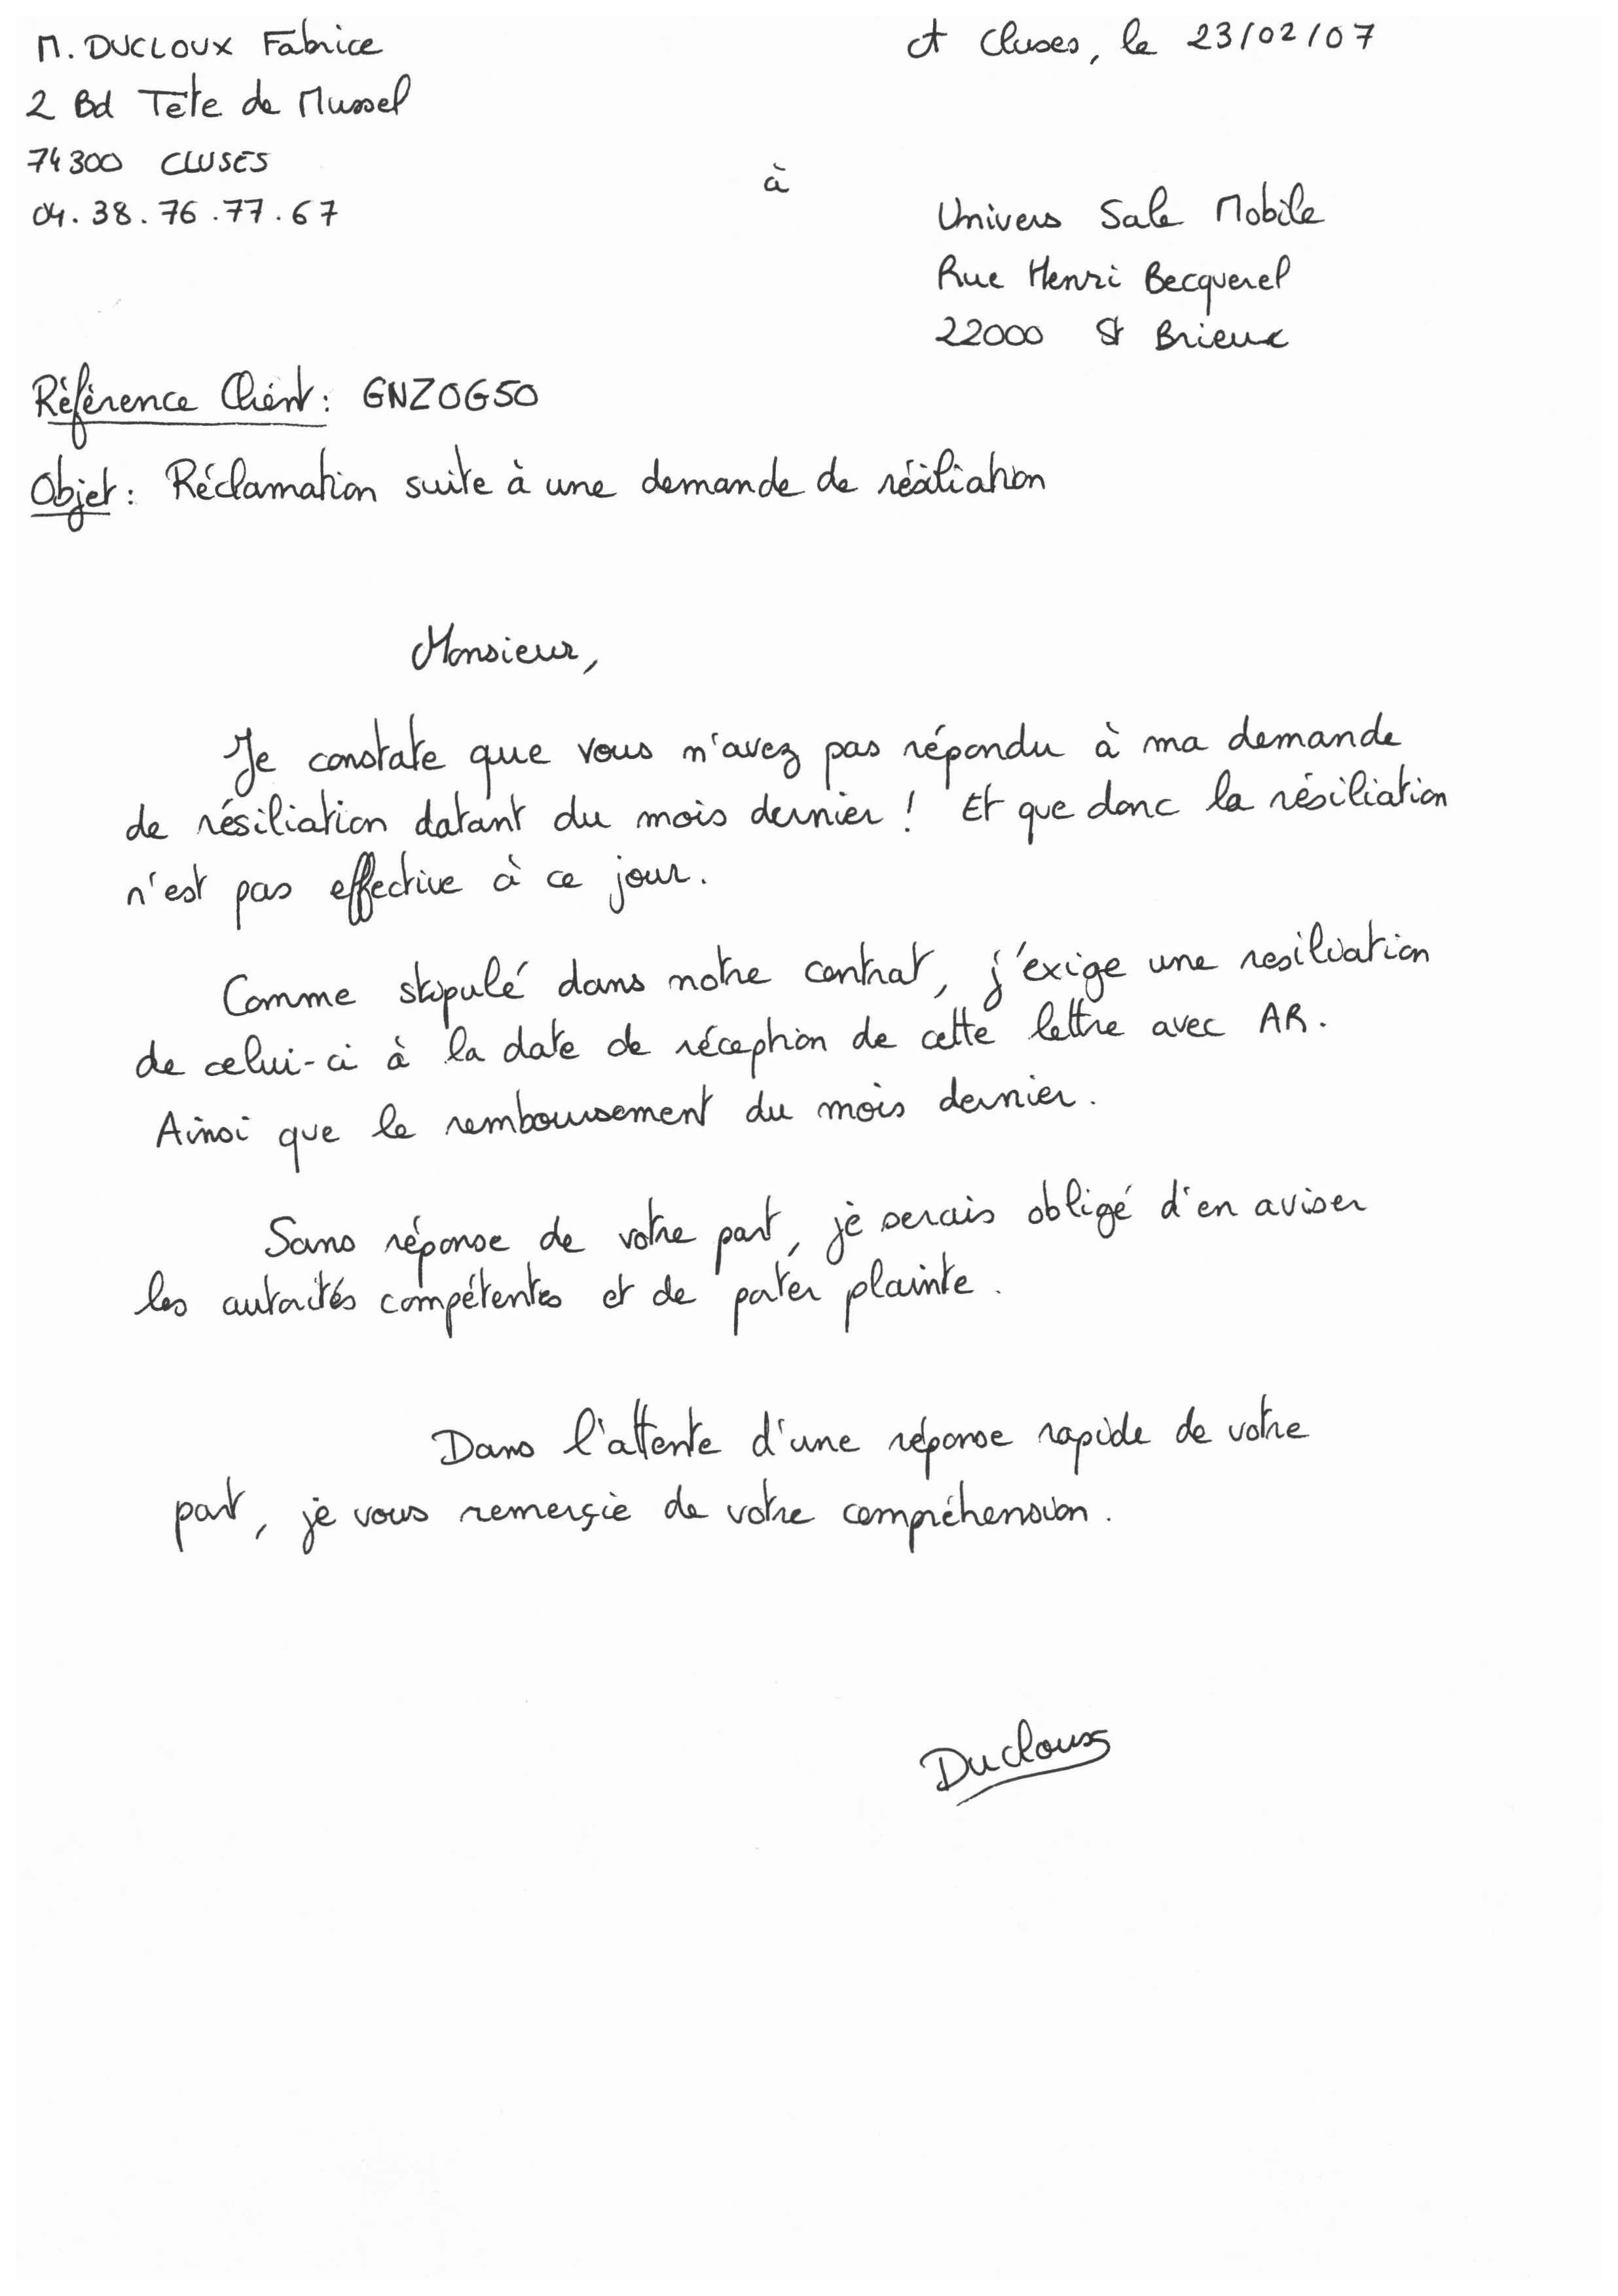 M. DUCLOUX Fabrice
2 Bd Tete de Mussel
74300 CLUSES
04.38.76.77.67
A Cluses, le 23/02/07
à
Univers Sale Mobile
Rue Henri Becquerel
22000 St Brieuc
Référence Client : GNZOG50
Objet : Réclamation suite à une demande de résiliation
Monsieur,
Je constate que vous n'avez pas répondu à ma demande
de résiliation datant du mois dernier ! Et que donc la résiliation
n'est pas effective à ce jour.
Comme stipulé dans notre contrat, j'exige une resiliation
de celui-ci à la date de réception de cette lettre avec AR.
Ainsi que le remboursement du mois dernier.
Sans réponse de votre part, je serais obligé d'en aviser
les autorités compétentes et de porter plainte.
Dans l'attente d'une réponse rapide de votre
part, je vous remerçie de votre compréhension.
Ducloux